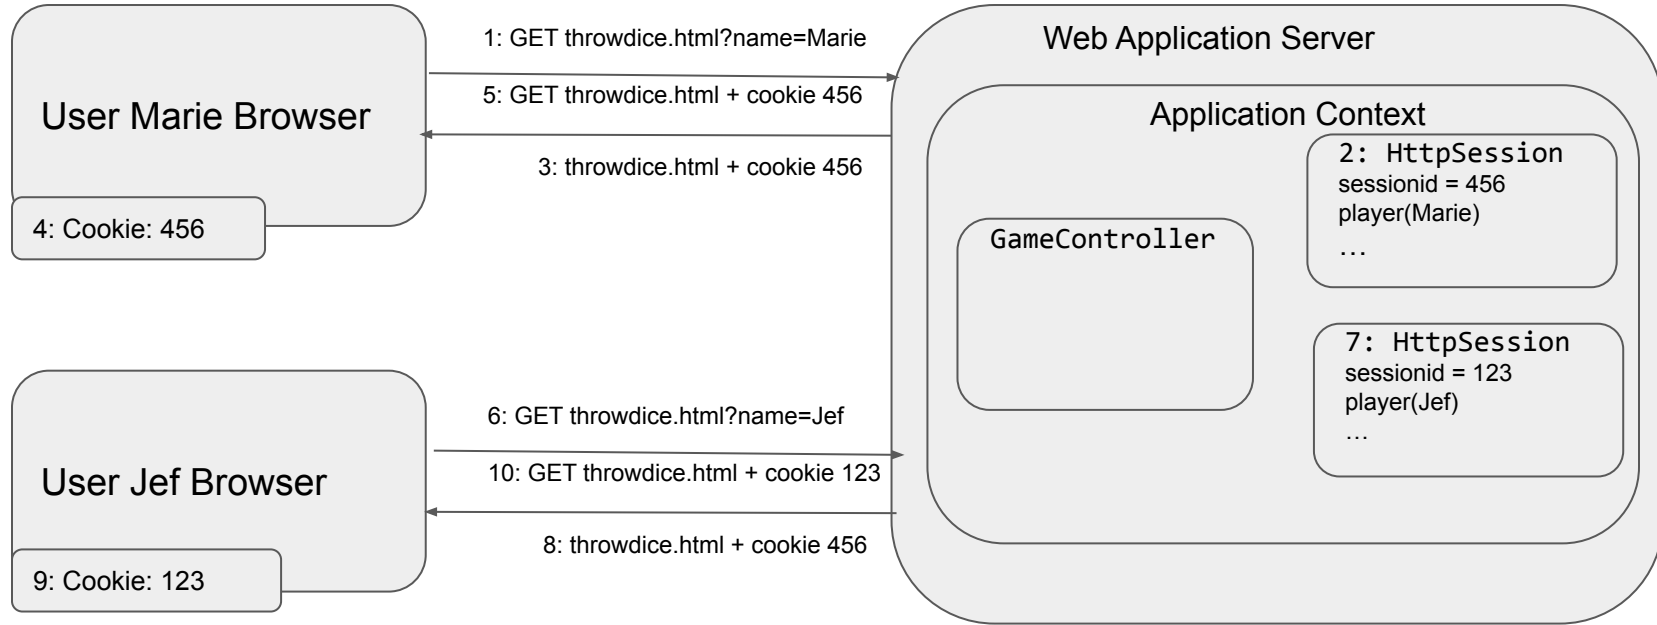 User Marie Browser
4: Cookie: 456
1: GET throwdice.html?name=Marie
5: GET throwdice.html + cookie 456
3: throwdice.html + cookie 456
Web Application Server
Application Context
GameController
2: HttpSession
sessionid = 456
player(Marie)
…
7: HttpSession
sessionid = 123
player(Jef)
…
User Jef Browser
9: Cookie: 123
6: GET throwdice.html?name=Jef
10: GET throwdice.html + cookie 123
8: throwdice.html + cookie 456